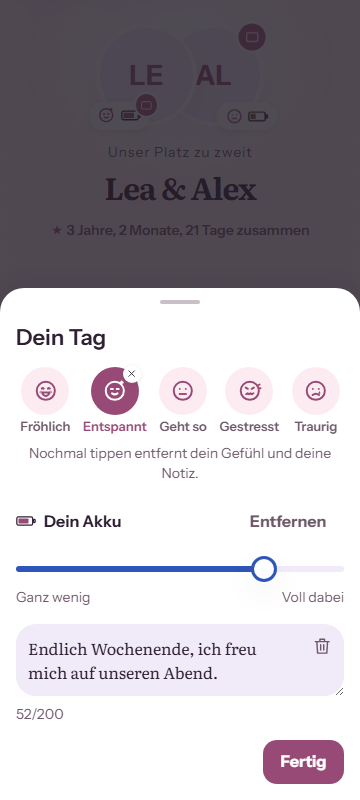 LE AL
Unser Platz zu zweit
Lea & Alex
★ 3 Jahre, 2 Monate, 21 Tage zusammen
Dein Tag
Fröhlich Entspannt Geht so Gestresst Traurig
Nochmal tippen entfernt dein Gefühl und deine
Notiz.
Dein Akku Entfernen
Ganz wenig Voll dabei
Endlich Wochenende, ich freu
mich auf unseren Abend.
52/200
Fertig